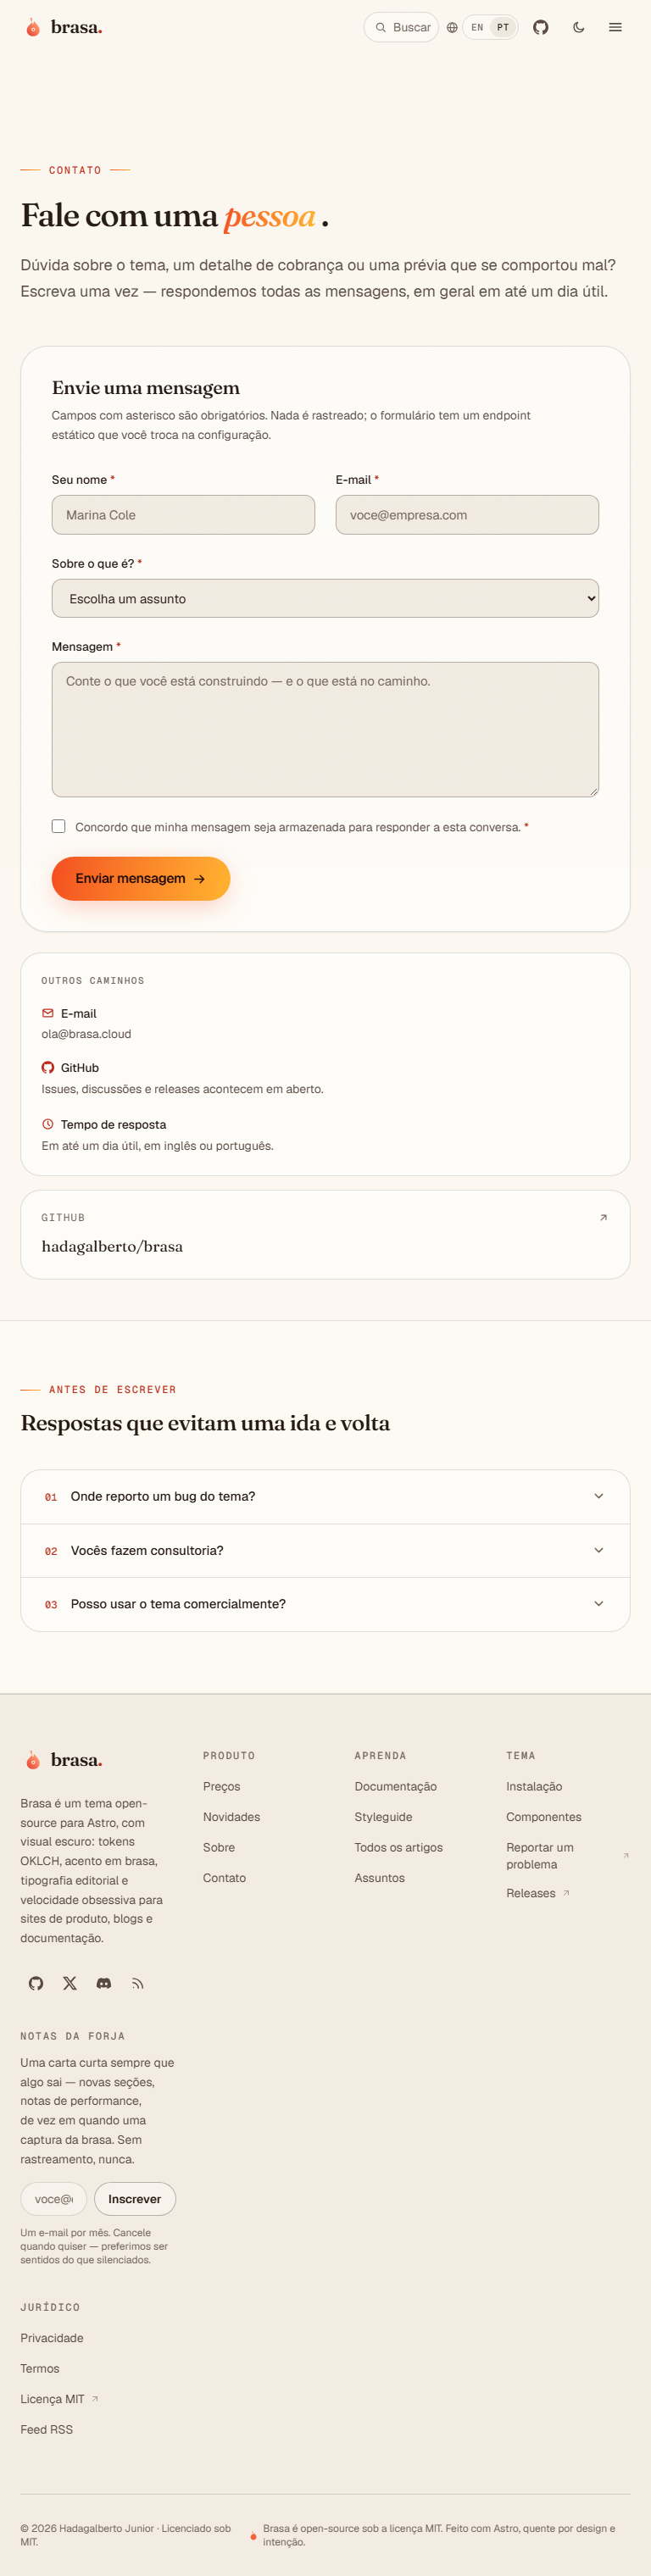 brasa.
Buscar
EN PT
CONTATO
Fale com uma pessoa .
Dúvida sobre o tema, um detalhe de cobrança ou uma prévia que se comportou mal?
Escreva uma vez — respondemos todas as mensagens, em geral em até um dia útil.
Envie uma mensagem
Campos com asterisco são obrigatórios. Nada é rastreado; o formulário tem um endpoint
estático que você troca na configuração.
Seu nome *
E-mail *
Marina Cole
voce@empresa.com
Sobre o que é? *
Escolha um assunto
Mensagem *
Conte o que você está construindo — e o que está no caminho.
Concordo que minha mensagem seja armazenada para responder a esta conversa. *
Enviar mensagem →
OUTROS CAMINHOS
E-mail
ola@brasa.cloud
GitHub
Issues, discussões e releases acontecem em aberto.
Tempo de resposta
Em até um dia útil, em inglês ou português.
GITHUB
hadagalberto/brasa
ANTES DE ESCREVER
Respostas que evitam uma ida e volta
01 Onde reporto um bug do tema?
02 Vocês fazem consultoria?
03 Posso usar o tema comercialmente?
brasa.
Brasa é um tema open-
source para Astro, com
visual escuro: tokens
OKLCH, acento em brasa,
tipografia editorial e
velocidade obsessiva para
sites de produto, blogs e
documentação.
PRODUTO
Preços
Novidades
Sobre
Contato
APRENDA
Documentação
Styleguide
Todos os artigos
Assuntos
TEMA
Instalação
Componentes
Reportar um
problema
Releases
NOTAS DA FORJA
Uma carta curta sempre que
algo sai — novas seções,
notas de performance,
de vez em quando uma
captura da brasa. Sem
rastreamento, nunca.
voce@
Inscrever
Um e-mail por mês. Cancele
quando quiser — preferimos ser
sentidos do que silenciados.
JURÍDICO
Privacidade
Termos
Licença MIT
Feed RSS
© 2026 Hadagalberto Junior · Licenciado sob
MIT.
Brasa é open-source sob a licença MIT. Feito com Astro, quente por design e
intenção.